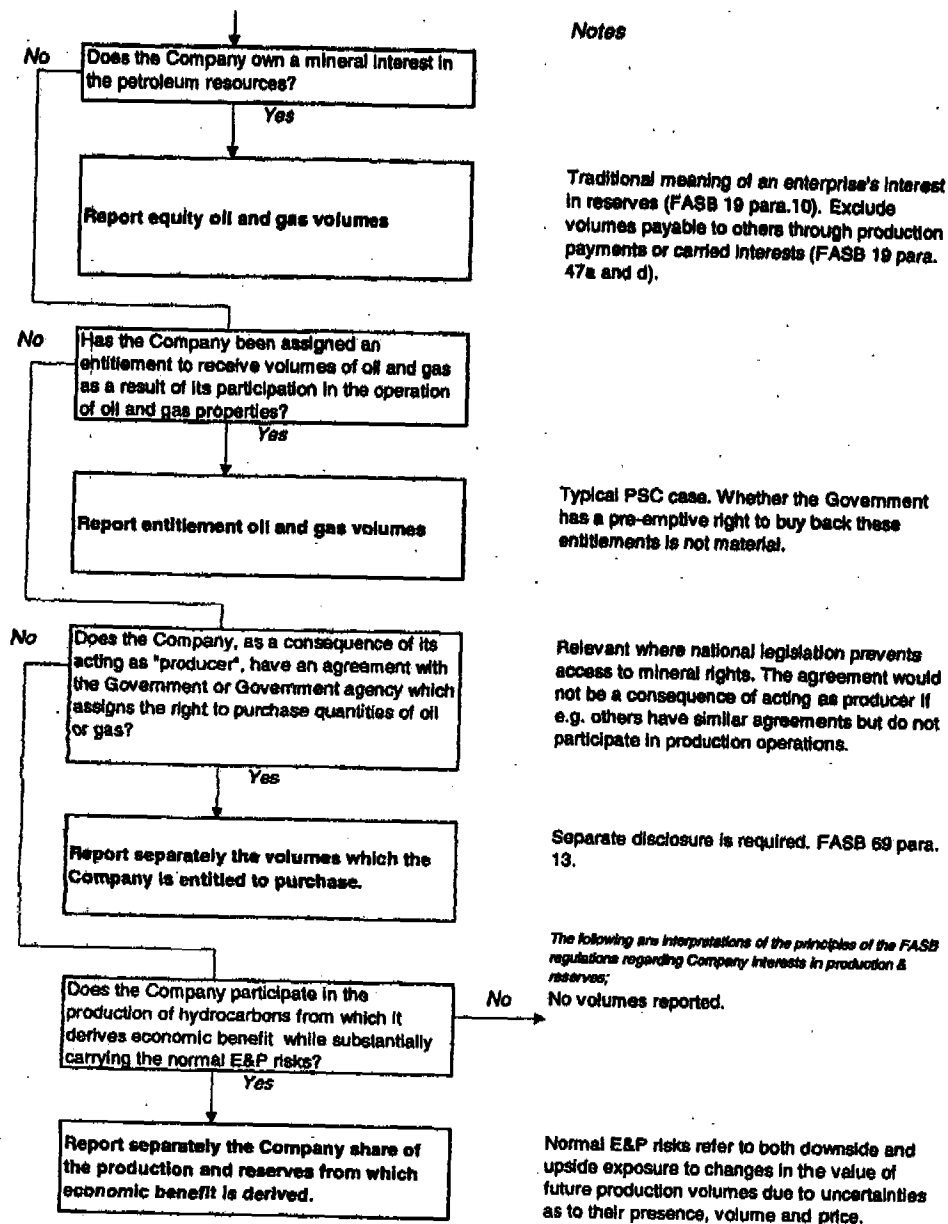 Notes
No
Does the Company own a mineral interest in
the petroleum resources?
Yes
Report equity oil and gas volumes
Traditional meaning of an enterprise's interest
in reserves (FASB 19 para.10). Exclude
volumes payable to others through production
payments or carried interests (FASB 19 para.
47a and d).
No
Has the Company been assigned an
entitlement to receive volumes of oil and gas
as a result of its participation in the operation
of oil and gas properties?
Yes
Report entitlement oil and gas volumes
Typical PSC case. Whether the Government
has a pre-emptive right to buy back these
entitlements is not material.
No
Does the Company, as a consequence of its
acting as "producer", have an agreement with
the Government or Government agency which
assigns the right to purchase quantities of oil
or gas?
Relevant where national legislation prevents
access to mineral rights. The agreement would
not be a consequence of acting as producer if
e.g. others have similar agreements but do not
participate in production operations.
Yes
Report separately the volumes which the
Company is entitled to purchase.
Separate disclosure is required. FASB 69 para.
13.
The following are interpretations of the principles of the FASB
regulations regarding Company interests in production &
reserves;
Does the Company participate in the
production of hydrocarbons from which it
derives economic benefit while substantially
carrying the normal E&P risks?
No
No volumes reported.
Yes
Report separately the Company share of
the production and reserves from which
economic benefit is derived.
Normal E&P risks refer to both downside and
upside exposure to changes in the value of
future production volumes due to uncertainties
as to their presence, volume and price.